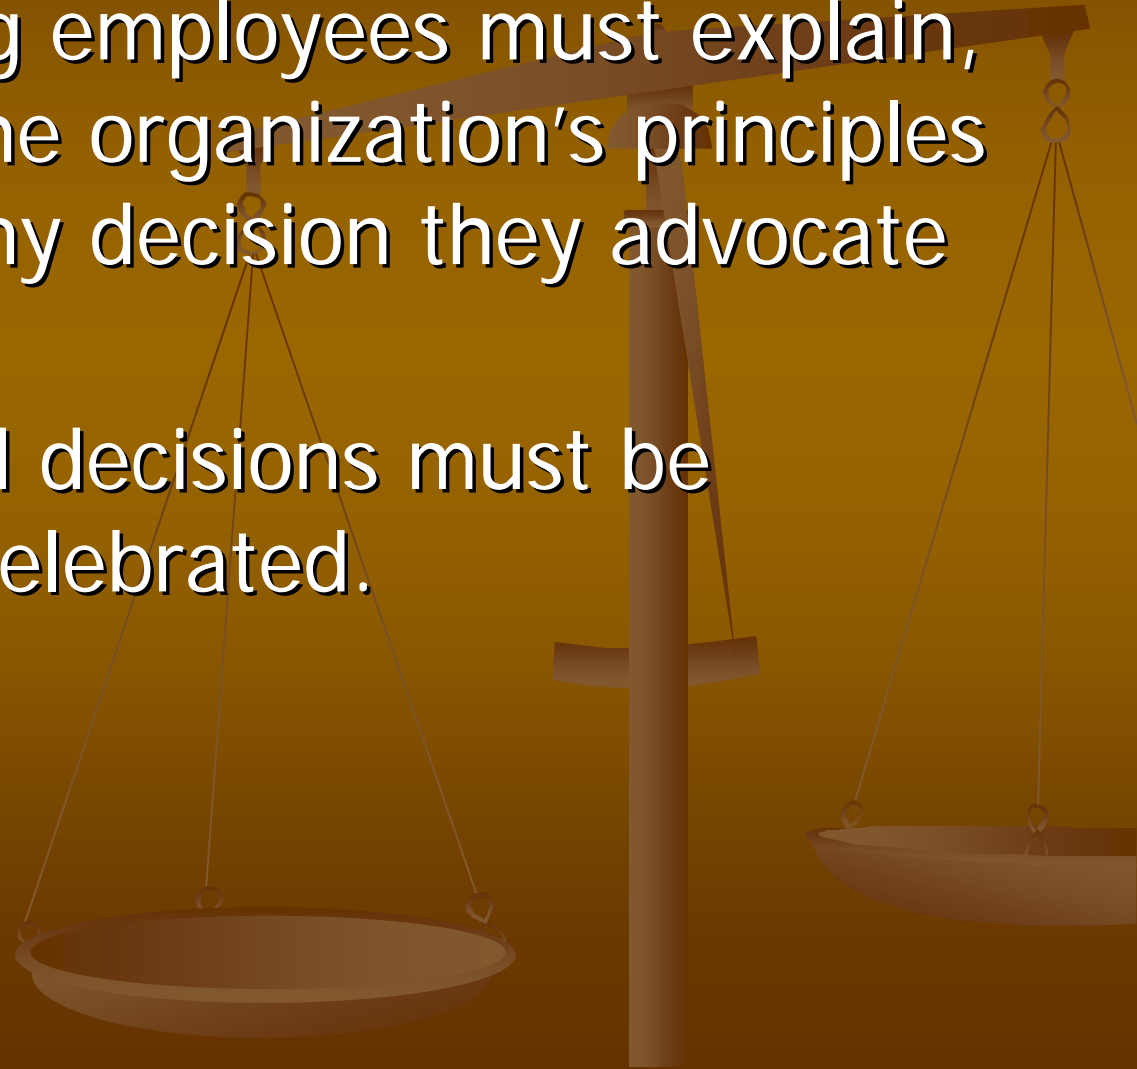 employees must explain,
organization's principles
decision they advocate
decisions must be